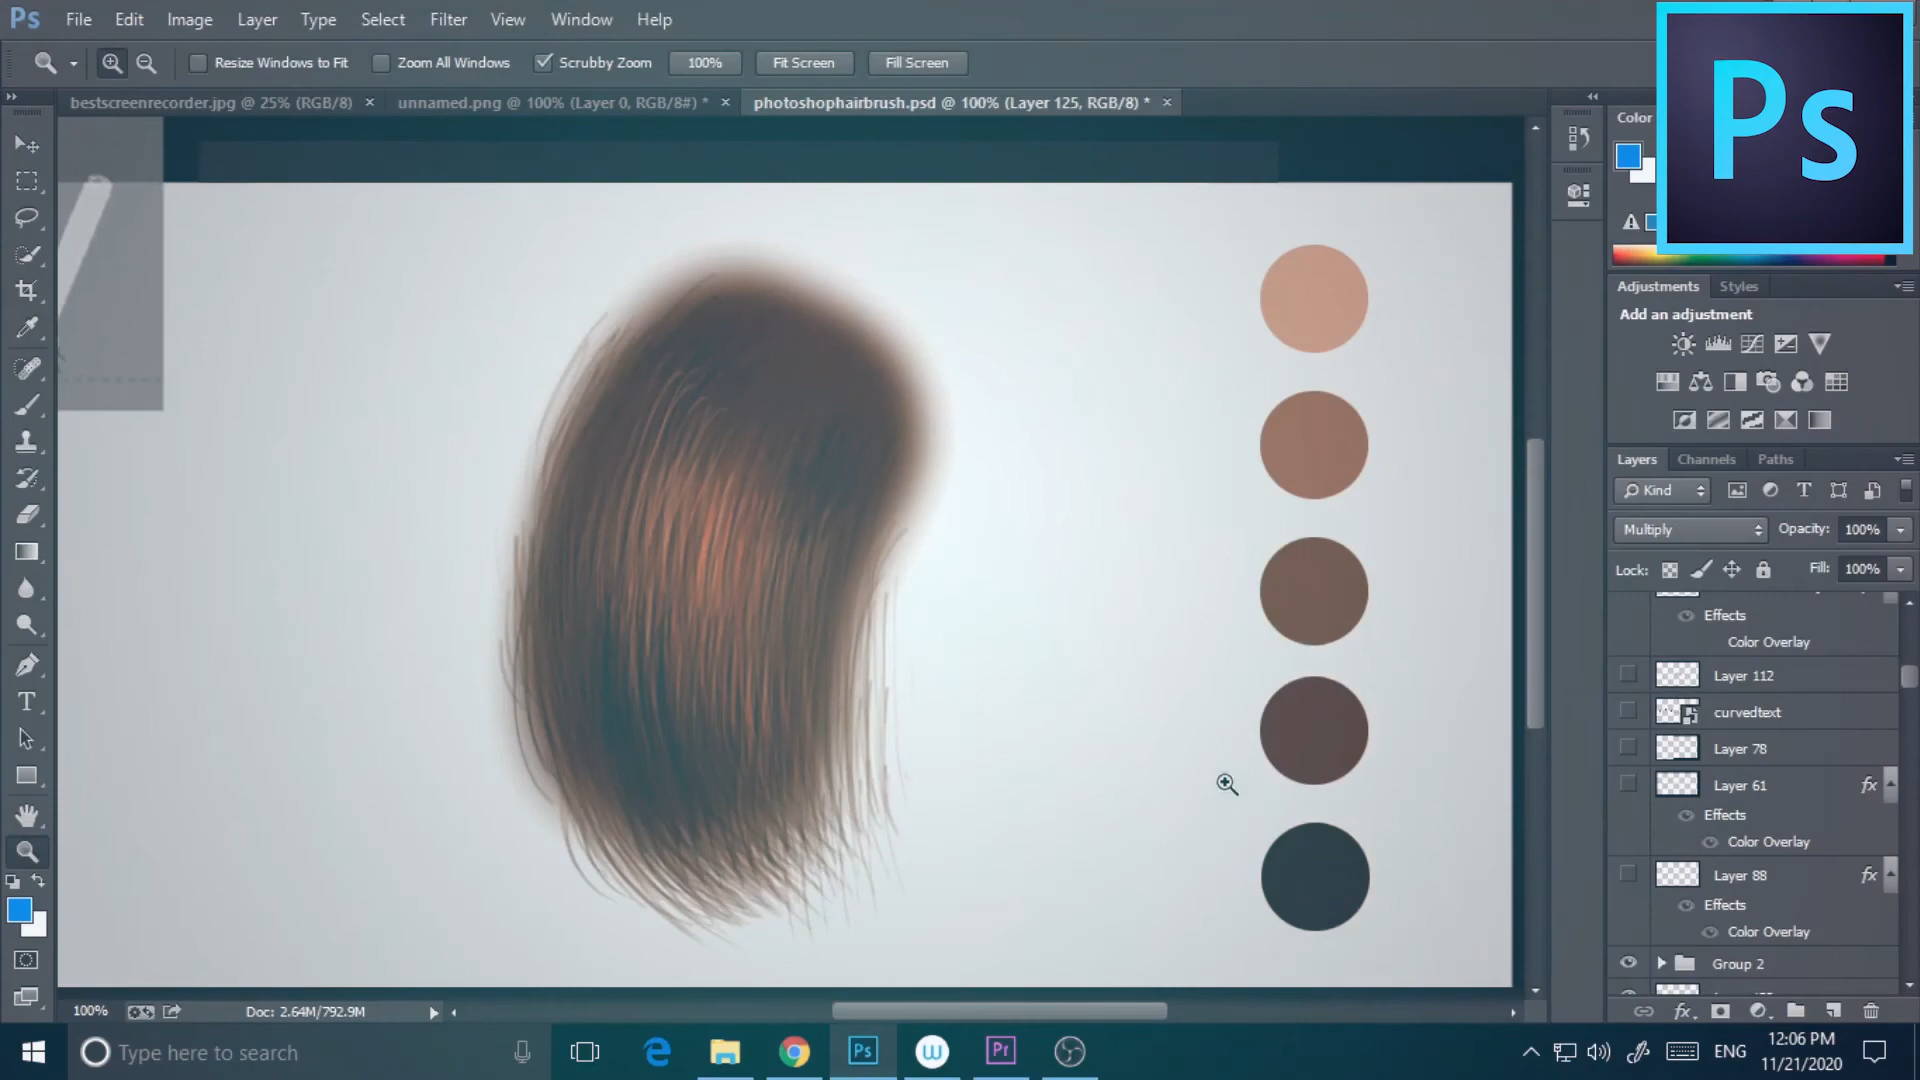 Ps File Edit Image Layer Type Select Filter View Window Help
Resize Windows to Fit Zoom All Windows Scrubby Zoom 100% Fit Screen Fill Screen
bestscreenrecorder.jpg @ 25% (RGB/8) × unnamed.png @ 100% (Layer 0, RGB/8#) * × photoshophairbrush.psd @ 100% (Layer 125, RGB/8) * ×
Color
Ps
Adjustments Styles
Add an adjustment
Layers Channels Paths
Kind
Multiply Opacity: 100%
Lock: Fill: 100%
Effects
Color Overlay
Layer 112
curvedtext
Layer 78
Layer 61 fx
Effects
Color Overlay
Layer 88 fx
Effects
Color Overlay
Group 2
fx
100% Doc: 2.64M/792.9M
Type here to search
Ps
W
Pr
ENG
12:06 PM
11/21/2020